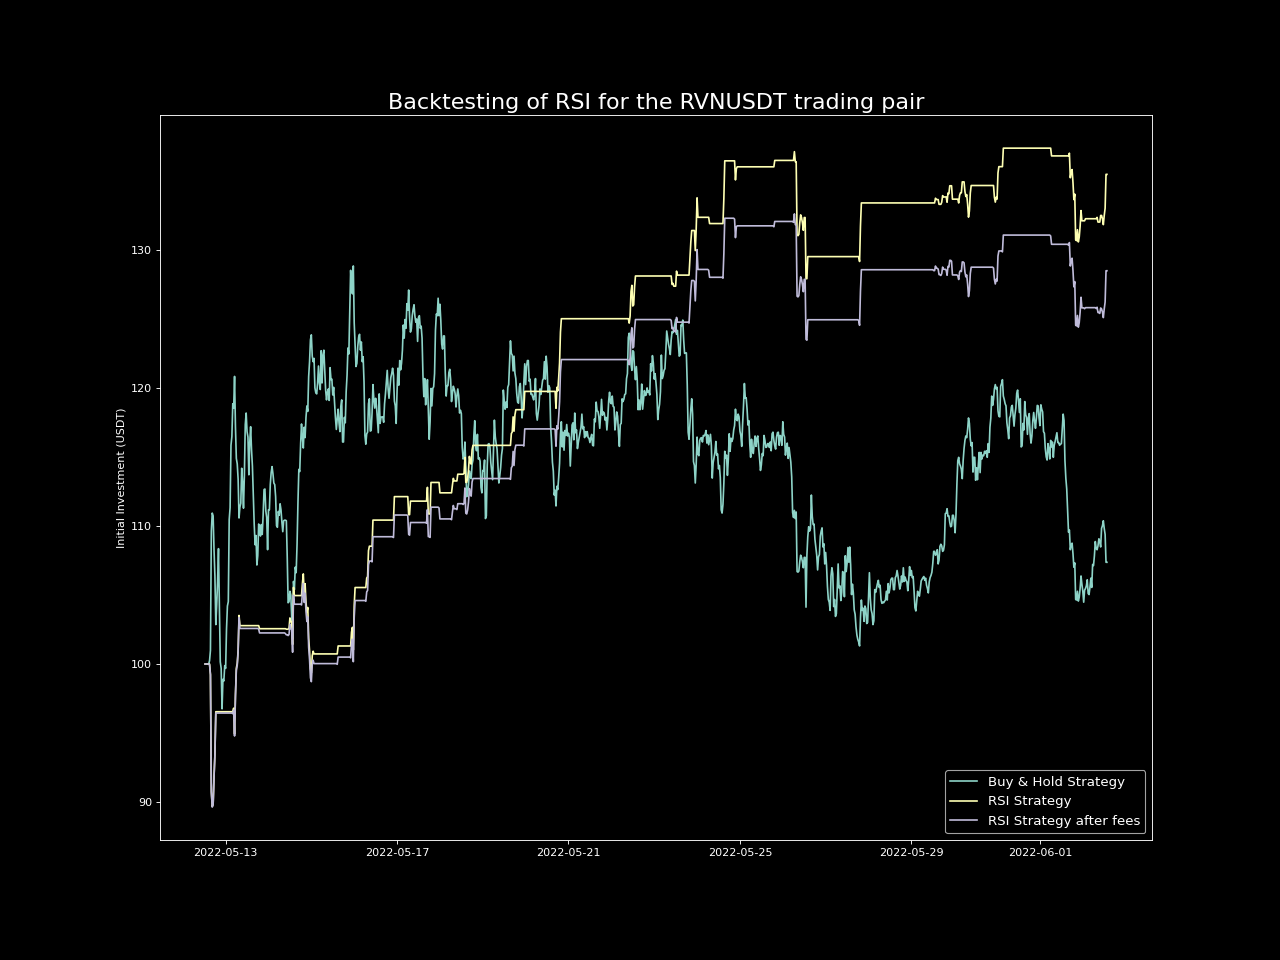 Backtesting of RSI for the RVNUSDT trading pair
Initial Investment (USDT)
130
120
110
100
90
2022-05-13
2022-05-17
2022-05-21
2022-05-25
2022-05-29
2022-06-01
Buy & Hold Strategy
RSI Strategy
RSI Strategy after fees